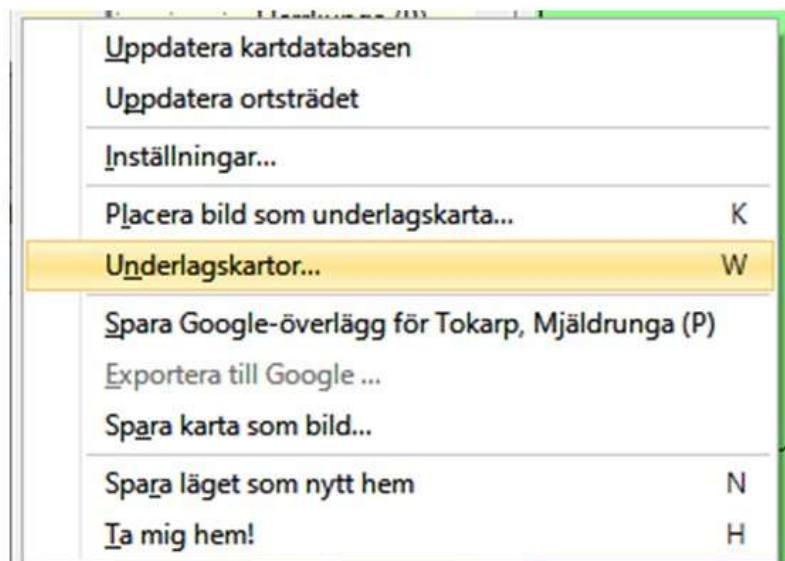 Uppdatera kartdatabasen
Uppdatera ortsträdet
Inställningar...
Placera bild som underlagskarta... K
Underlagskartor... W
Spara Google-överlägg för Tokarp, Mjäldrunga (P)
Exportera till Google ...
Spara karta som bild...
Spara läget som nytt hem N
Ta mig hem! H